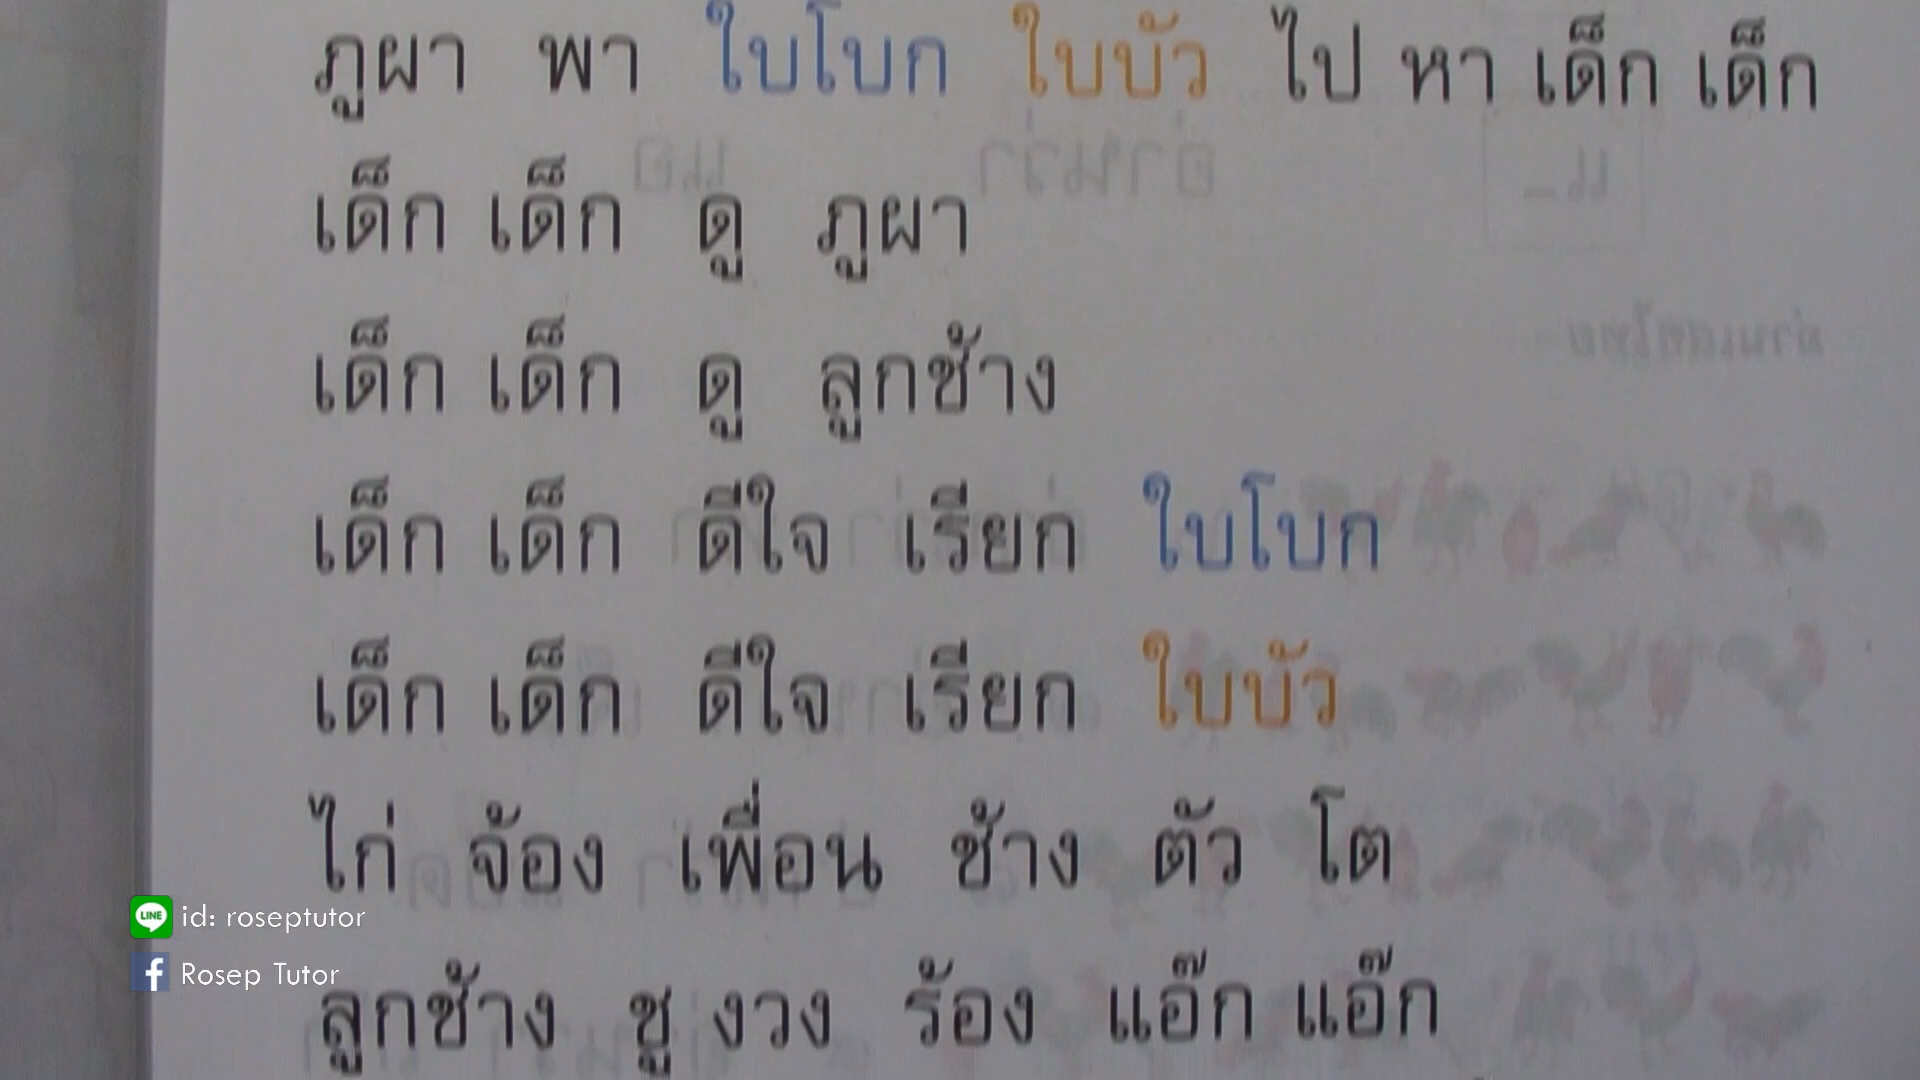 ภูผา พา ใบโบก ใบบัว ไป หา เด็ก เด็ก
เด็ก เด็ก ดู ภูผา
เด็ก เด็ก ดู ลูกช้าง
เด็ก เด็ก ดีใจ เรียก ใบโบก
เด็ก เด็ก ดีใจ เรียก ใบบัว
ไก่ จ้อง เพื่อน ช้าง ตัว โต
LINE id: roseptutor
f Rosep Tutor
ลูกช้าง ชู งวง ร้อง แอ๊ก แอ๊ก